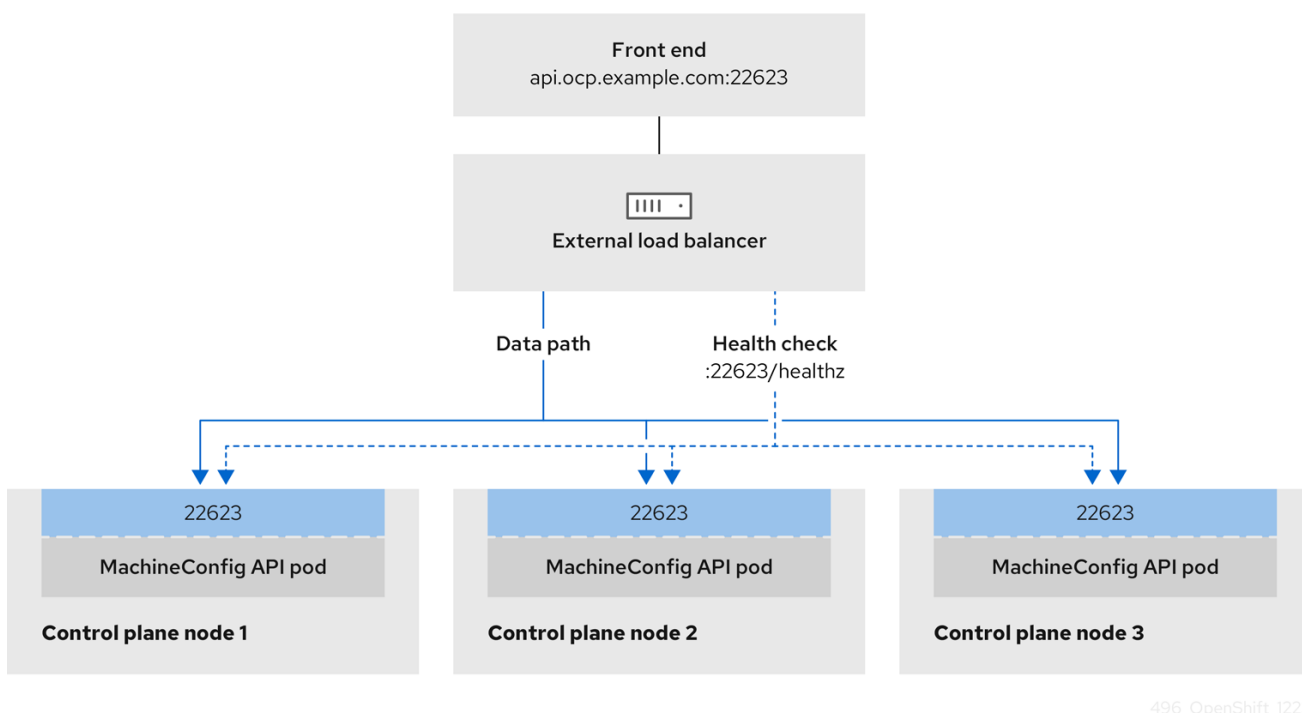 Front end
api.ocp.example.com:22623
External load balancer
Data path
Health check
:22623/healthz
22623
MachineConfig API pod
Control plane node 1
22623
MachineConfig API pod
Control plane node 2
22623
MachineConfig API pod
Control plane node 3
496_OpenShift_122